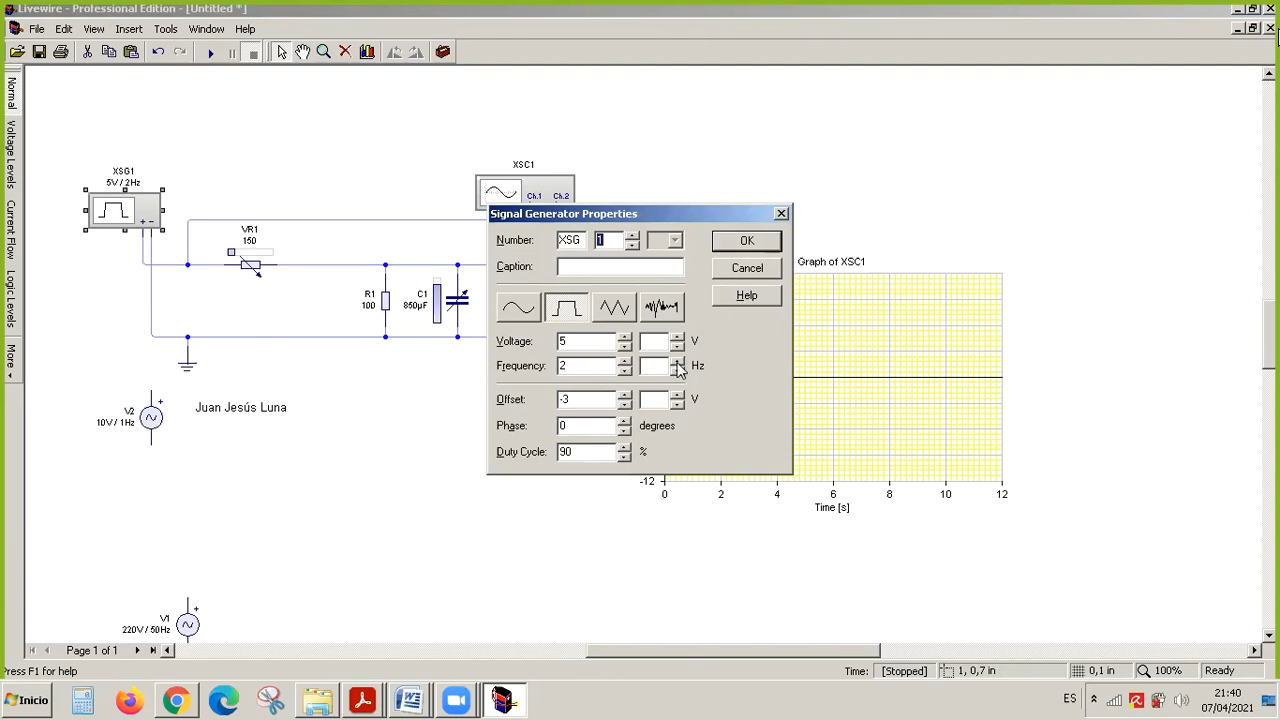 Livewire - Professional Edition - [Untitled *]
File Edit View Insert Tools Window Help
Normal
Voltage Levels
Current Flow
Logic Levels
More
XSG1
5V / 2Hz
VR1
150
R1
100
C1
850µF
XSC1
Ch.1 Ch.2
V2
10V / 1Hz
Juan Jesús Luna
V1
220V / 50Hz
Signal Generator Properties
Number: XSG 1
OK
Caption:
Cancel
Help
Voltage: 5 V
Frequency: 2 Hz
Offset: -3 V
Phase: 0 degrees
Duty Cycle: 90 %
Graph of XSC1
-12
0 2 4 6 8 10 12
Time [s]
Page 1 of 1
Press F1 for help
Time: [Stopped] 1, 0,7 in 0,1 in 100% Ready
Inicio
ES
21:40
07/04/2021